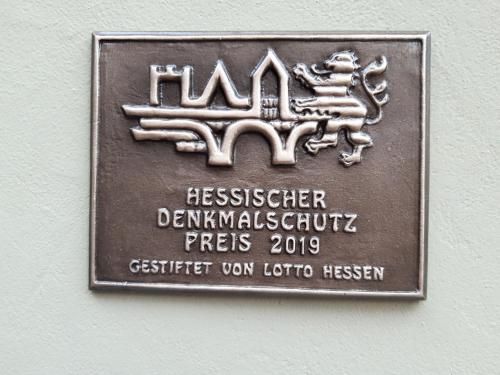 HESSISCHER
DENKMALSCHUTZ
PREIS 2019
GESTIFTET VON LOTTO HESSEN